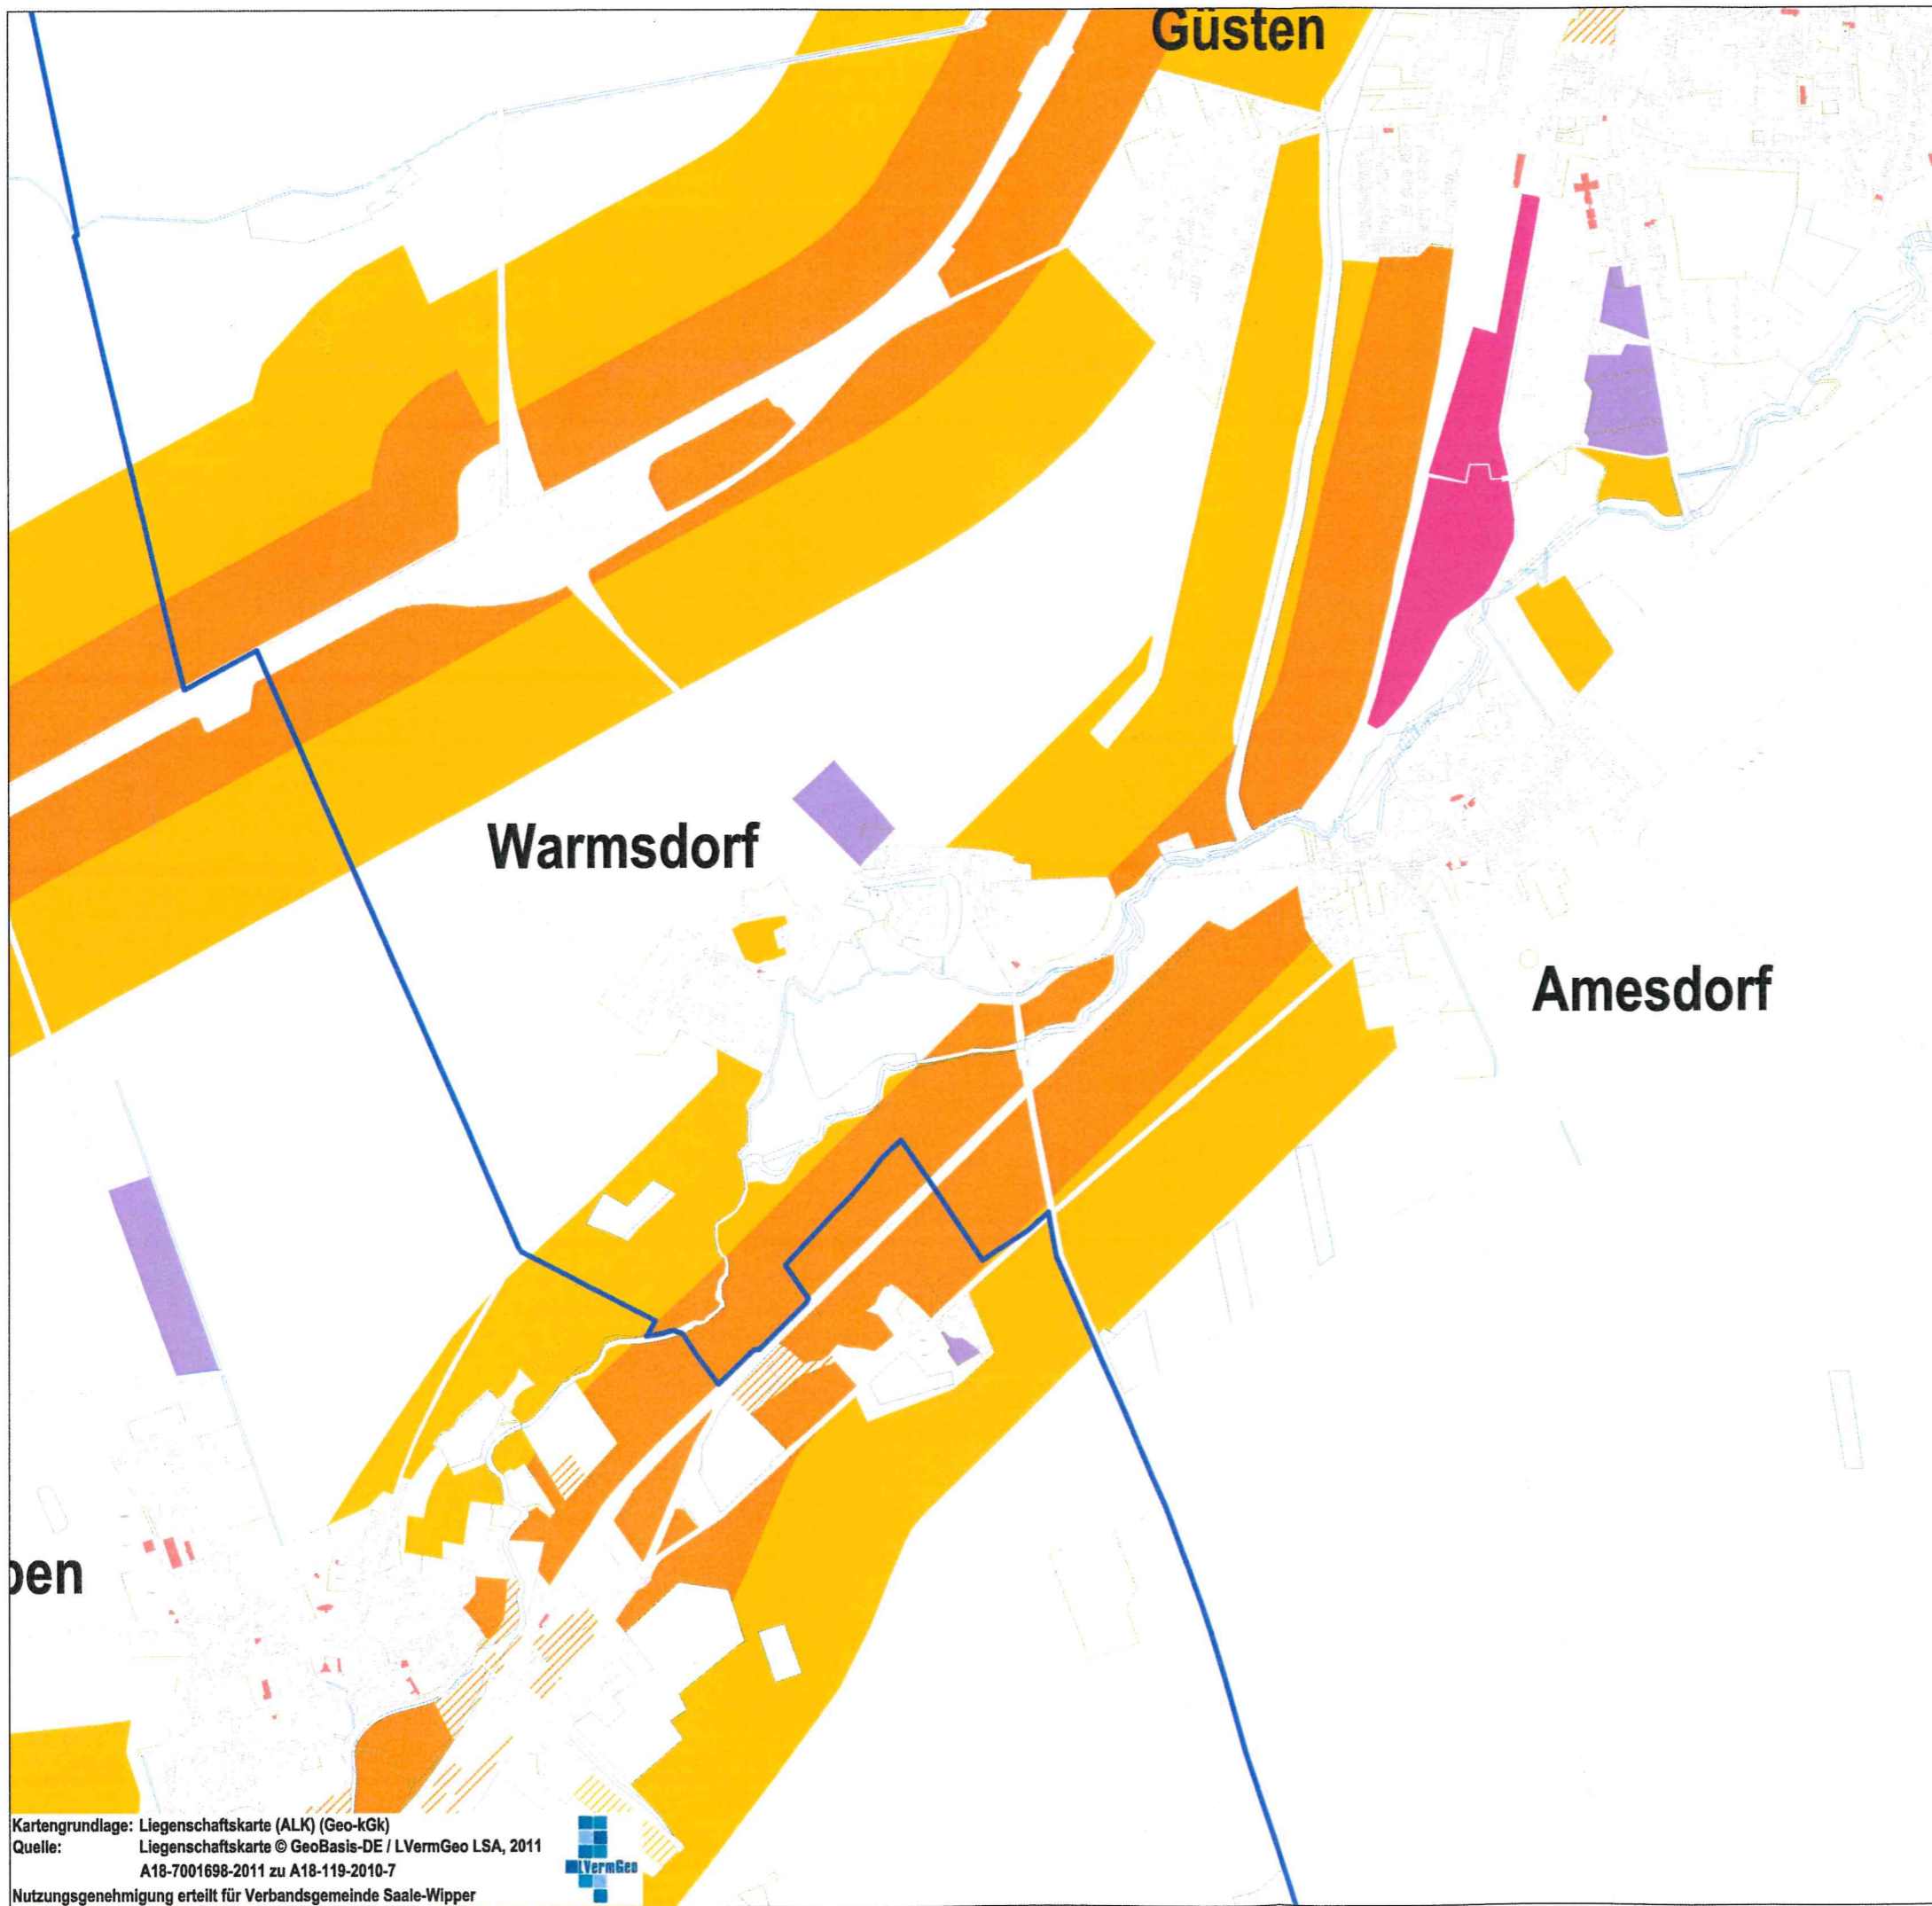 Güsten
Warmsdorf
Amesdorf
ben
Kartengrundlage: Liegenschaftskarte (ALK) (Geo-kGk)
Quelle: Liegenschaftskarte © GeoBasis-DE / LVermGeo LSA, 2011
A18-7001698-2011 zu A18-119-2010-7
Nutzungsgenehmigung erteilt für Verbandsgemeinde Saale-Wipper
LVermGeo